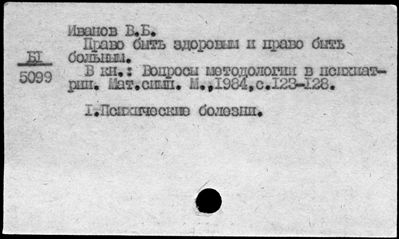 Иванов В.Б.
Право быть здоровым и право быть
больным.
Б1
5099
В кн.: Вопросы методологии в психиат-
рии. Мат.симп. М.,1984,с.123-128.
1.Психические болезни.